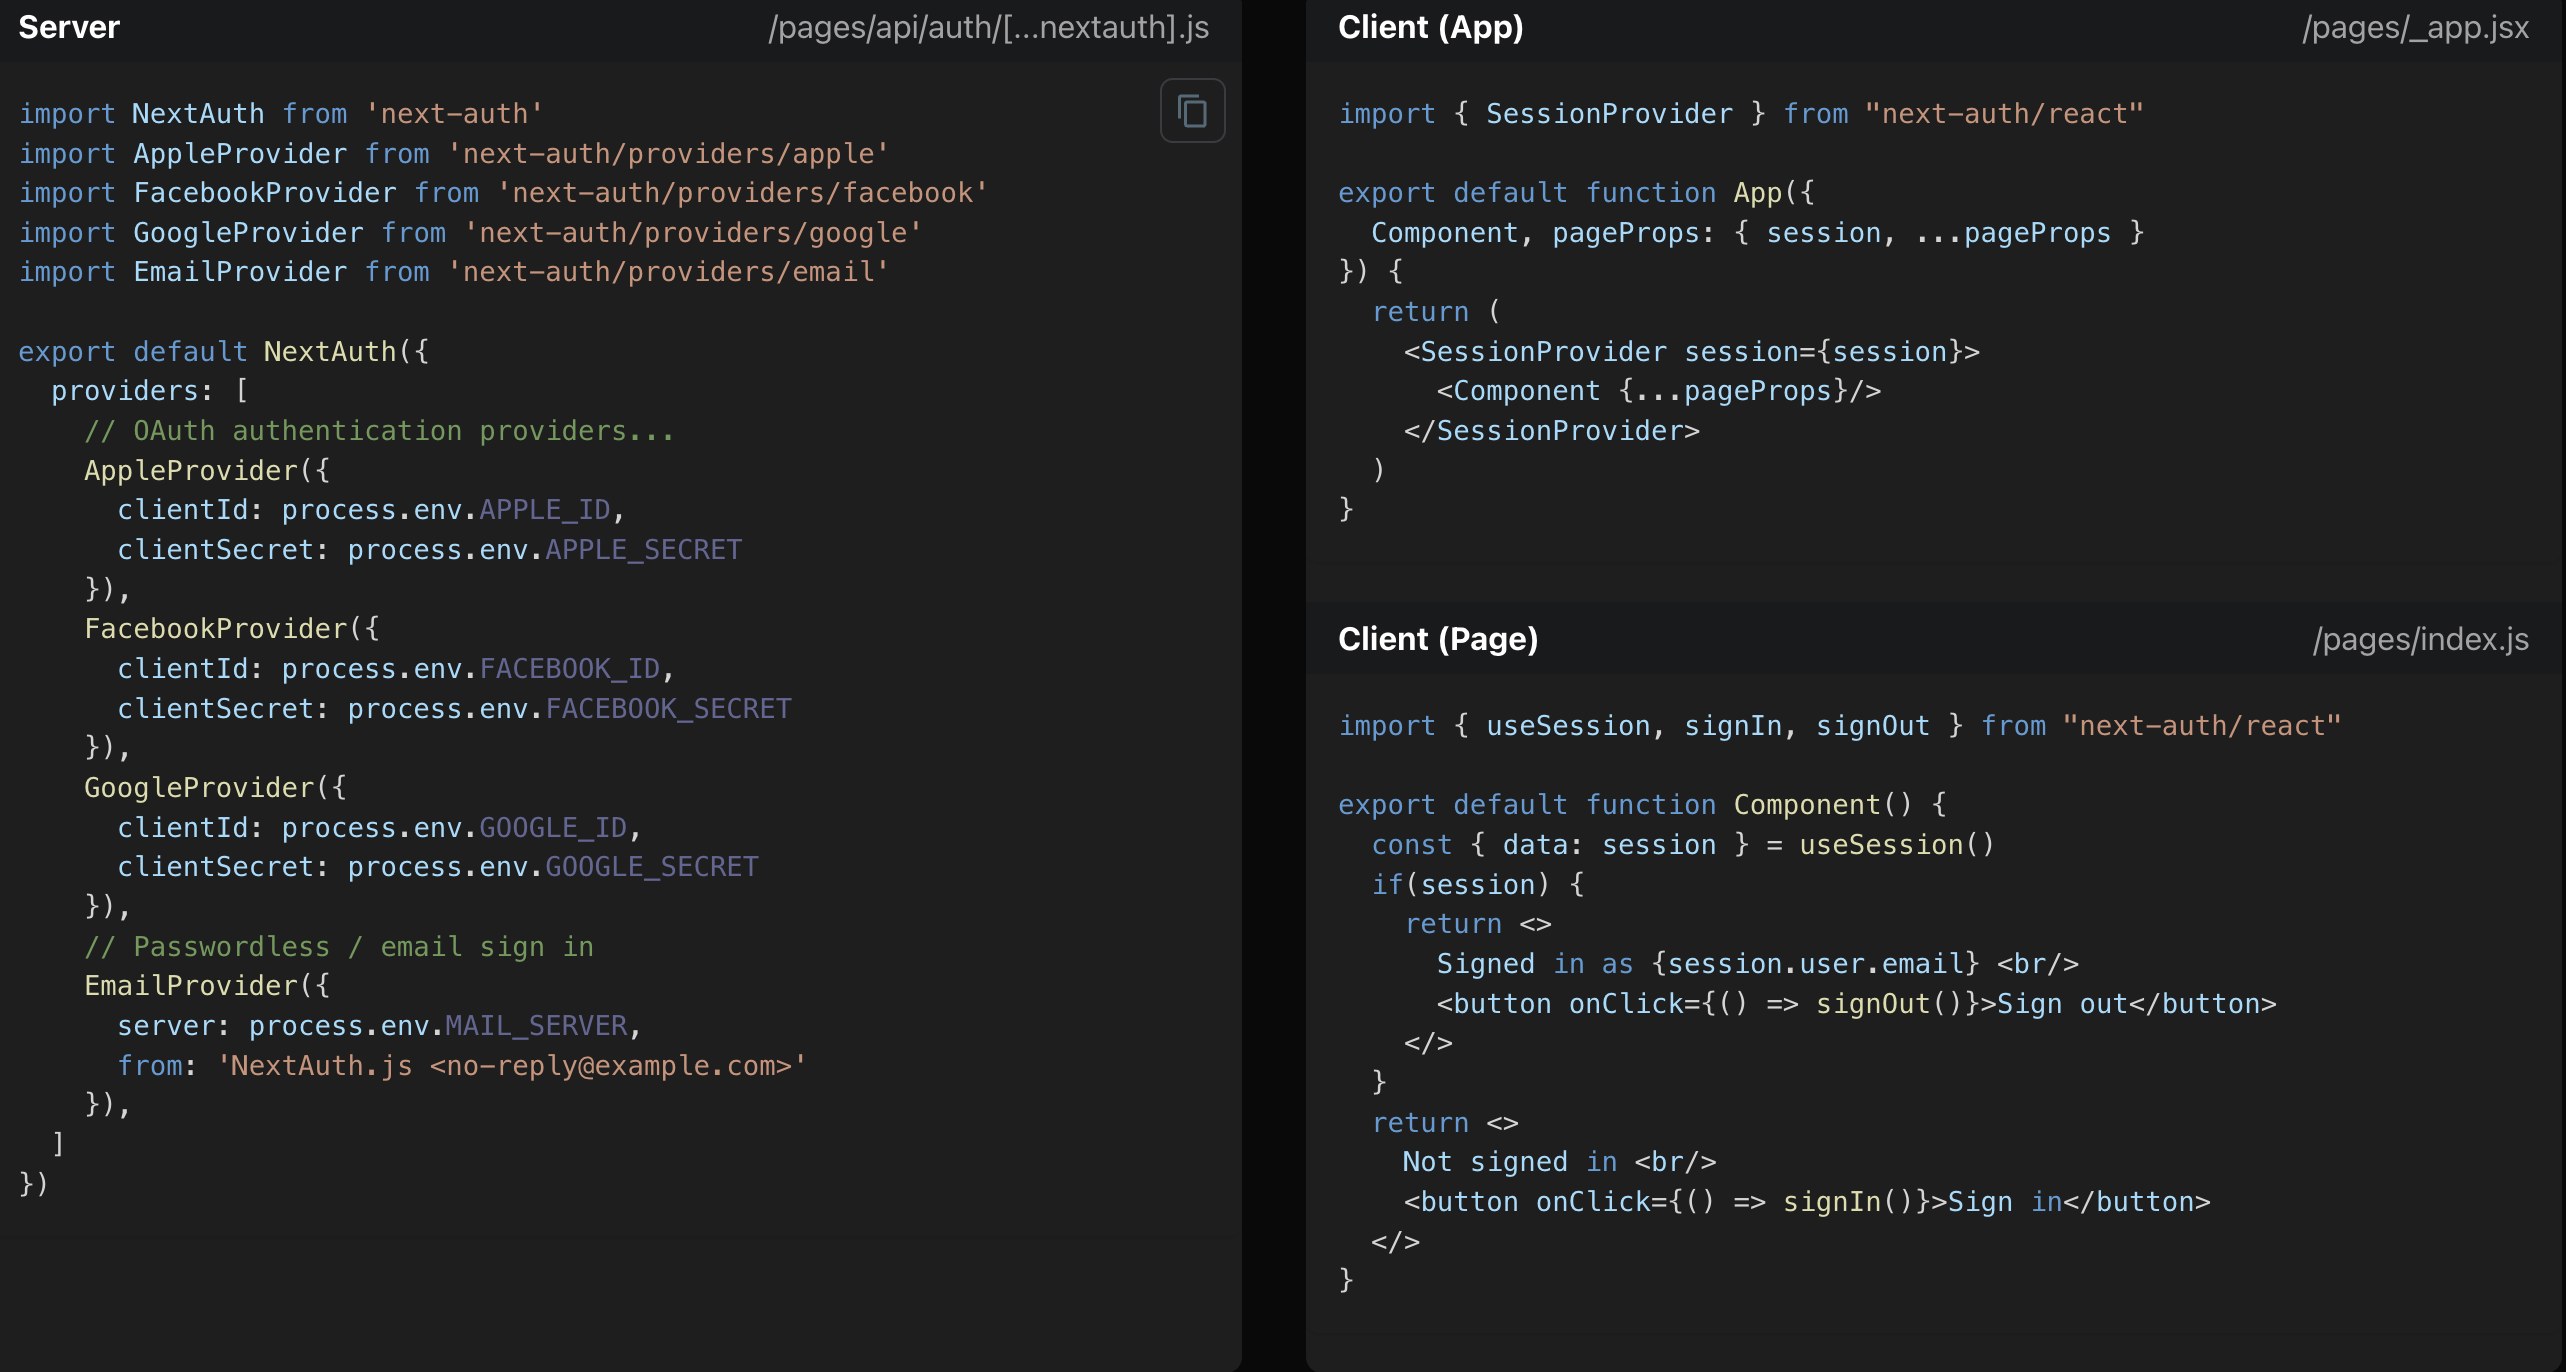 Server
/pages/api/auth/[...nextauth].js
import NextAuth from 'next-auth'
import AppleProvider from 'next-auth/providers/apple'
import FacebookProvider from 'next-auth/providers/facebook'
import GoogleProvider from 'next-auth/providers/google'
import EmailProvider from 'next-auth/providers/email'

export default NextAuth({
  providers: [
    // OAuth authentication providers...
    AppleProvider({
      clientId: process.env.APPLE_ID,
      clientSecret: process.env.APPLE_SECRET
    }),
    FacebookProvider({
      clientId: process.env.FACEBOOK_ID,
      clientSecret: process.env.FACEBOOK_SECRET
    }),
    GoogleProvider({
      clientId: process.env.GOOGLE_ID,
      clientSecret: process.env.GOOGLE_SECRET
    }),
    // Passwordless / email sign in
    EmailProvider({
      server: process.env.MAIL_SERVER,
      from: 'NextAuth.js <no-reply@example.com>'
    }),
  ]
})
Client (App)
/pages/_app.jsx
import { SessionProvider } from "next-auth/react"

export default function App({
  Component, pageProps: { session, ...pageProps }
}) {
  return (
    <SessionProvider session={session}>
      <Component {...pageProps}/>
    </SessionProvider>
  )
}
Client (Page)
/pages/index.js
import { useSession, signIn, signOut } from "next-auth/react"

export default function Component() {
  const { data: session } = useSession()
  if(session) {
    return <>
      Signed in as {session.user.email} <br/>
      <button onClick={() => signOut()}>Sign out</button>
    </>
  }
  return <>
    Not signed in <br/>
    <button onClick={() => signIn()}>Sign in</button>
  </>
}